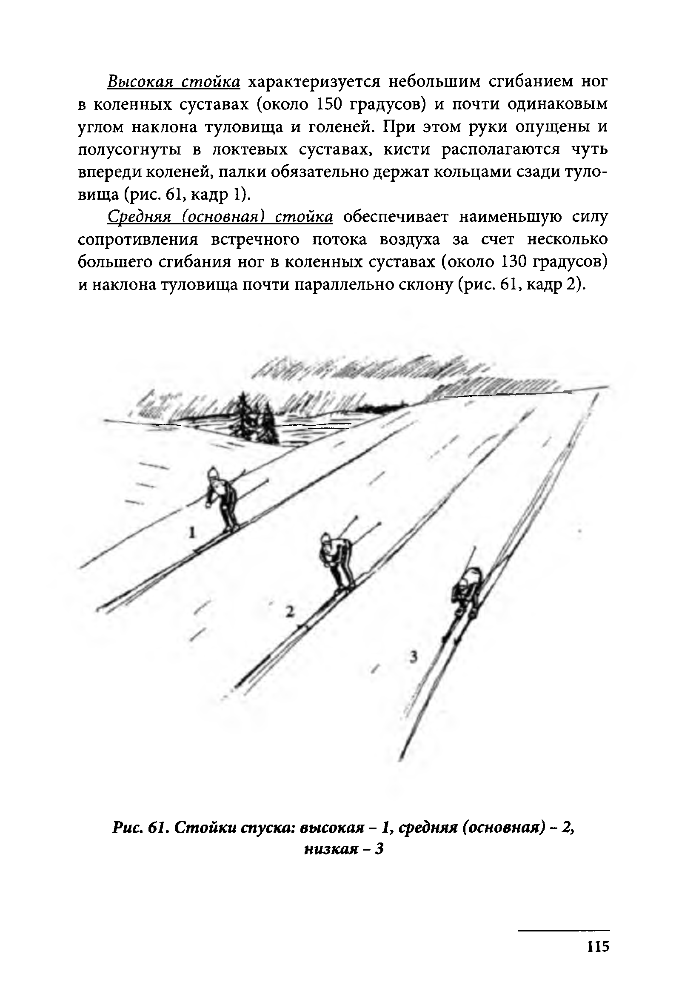 Высокая стойка характеризуется небольшим сгибанием ног
в коленных суставах (около 150 градусов) и почти одинаковым
углом наклона туловища и голеней. При этом руки опущены и
полусогнуты в локтевых суставах, кисти располагаются чуть
впереди коленей, палки обязательно держат кольцами сзади туло-
вища (рис. 61, кадр 1).
Средняя (основная) стойка обеспечивает наименьшую силу
сопротивления встречного потока воздуха за счет несколько
большего сгибания ног в коленных суставах (около 130 градусов)
и наклона туловища почти параллельно склону (рис. 61, кадр 2).
1
2
3
Рис. 61. Стойки спуска: высокая – 1, средняя (основная) – 2,
низкая – 3
115